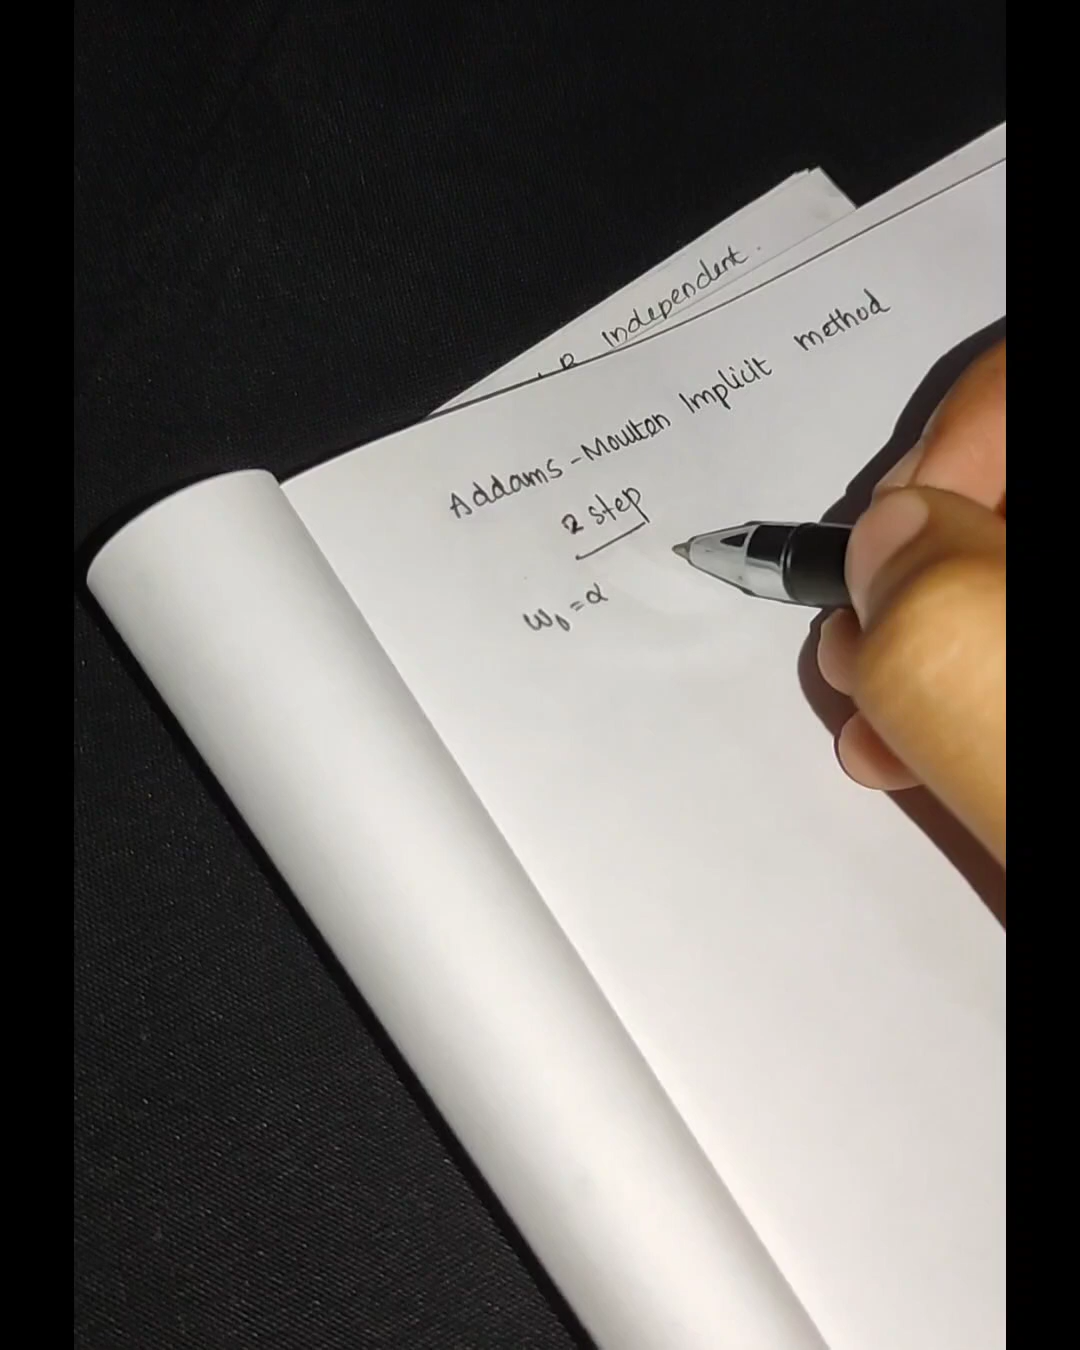 Independent.
Addams-Moulton Implicit method
2 step
w₀ = α